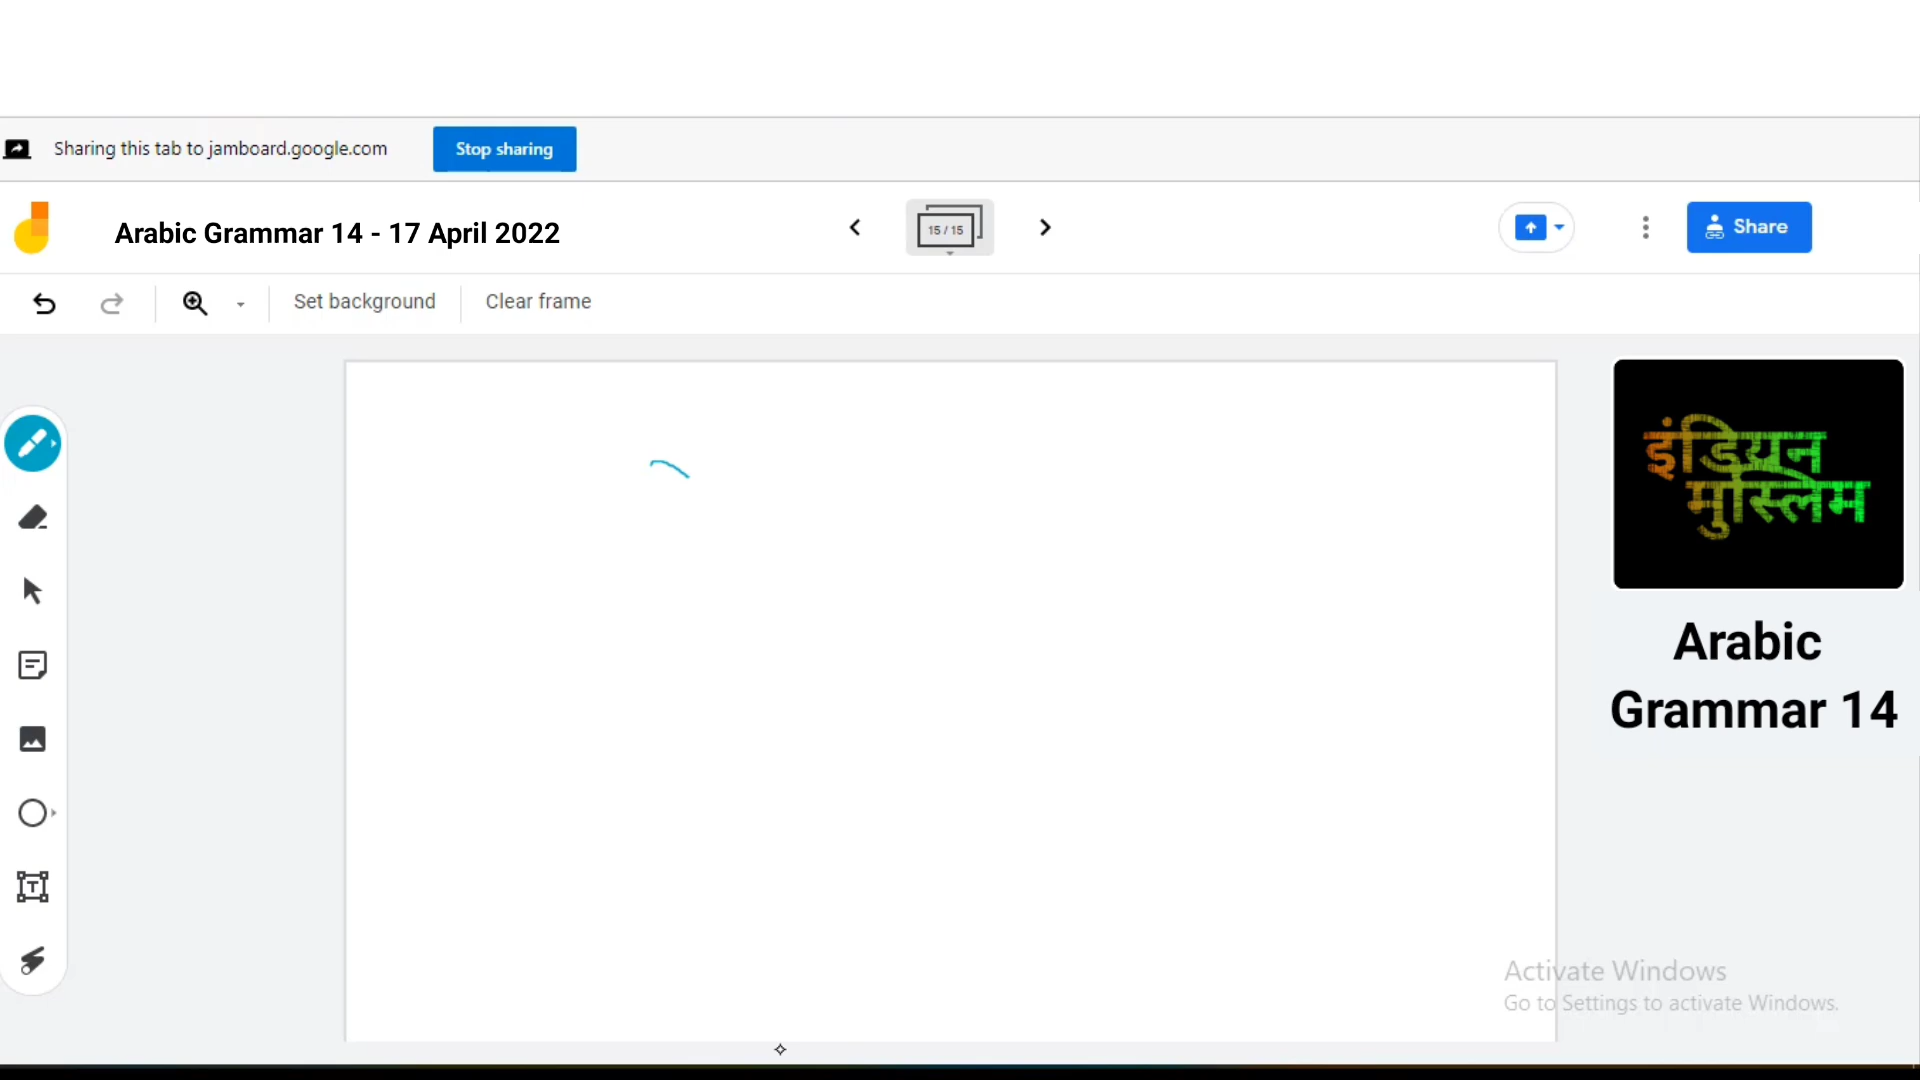 Sharing this tab to jamboard.google.com
Stop sharing
Arabic Grammar 14 - 17 April 2022
15 / 15
Share
Set background
Clear frame
इंडियन
मुस्लिम
Arabic
Grammar 14
Activate Windows
Go to Settings to activate Windows.